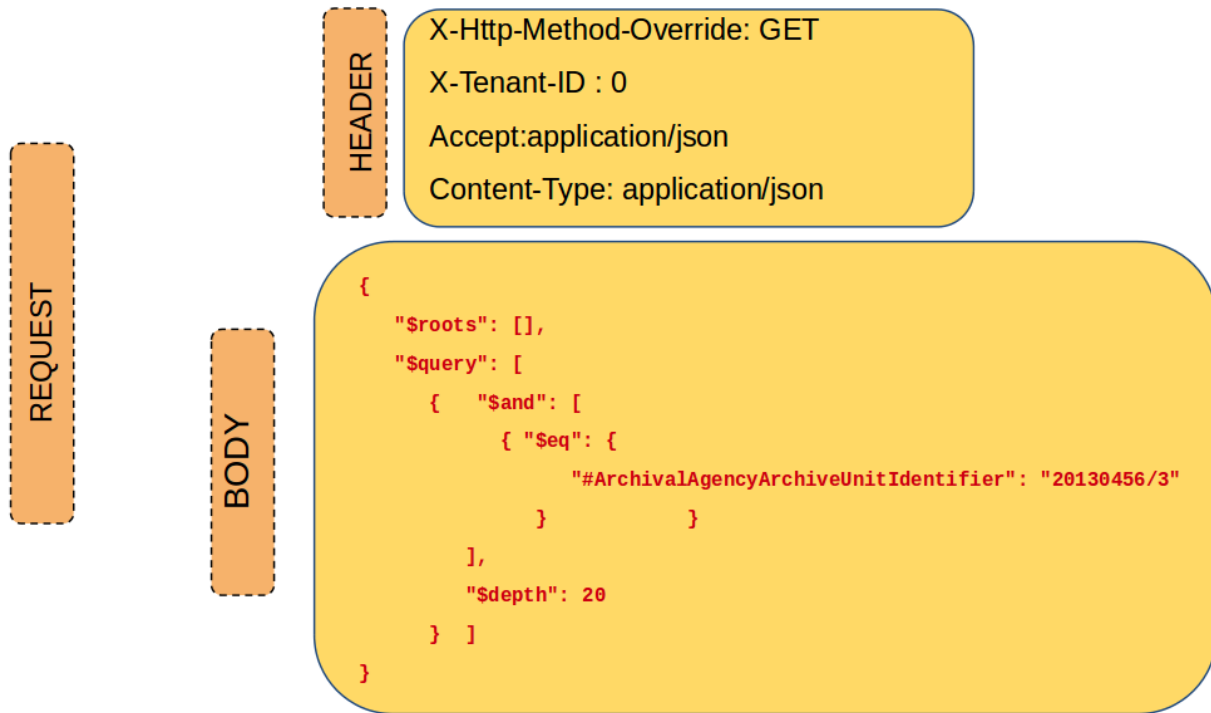 REQUEST
HEADER
X-Http-Method-Override: GET
X-Tenant-ID : 0
Accept:application/json
Content-Type: application/json
BODY
{
"$roots": [],
"$query": [
{ "$and": [
{ "$eq": {
"#ArchivalAgencyArchiveUnitIdentifier": "20130456/3"
} }
],
"$depth": 20
} ]
}